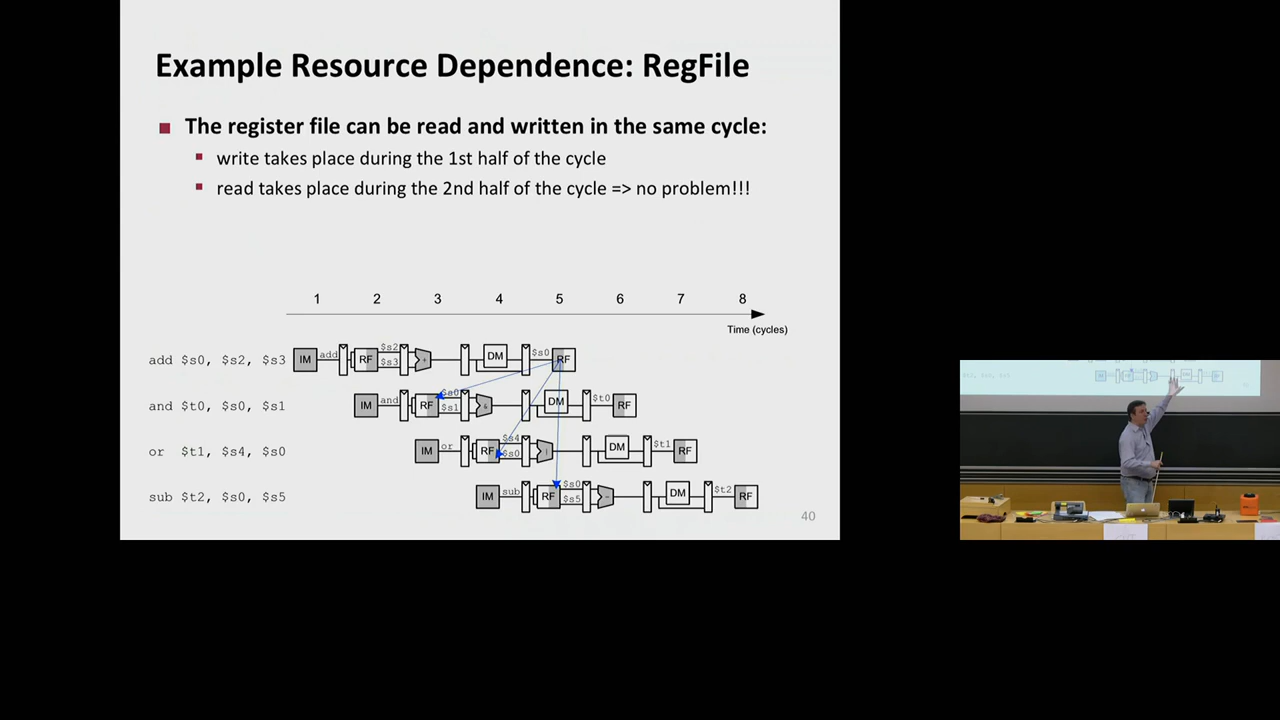 Example Resource Dependence: RegFile
The register file can be read and written in the same cycle:
write takes place during the 1st half of the cycle
read takes place during the 2nd half of the cycle => no problem!!!
1 2 3 4 5 6 7 8
Time (cycles)
add $s0, $s2, $s3 IM add RF $s2 $s3 + DM $s0 RF
and $t0, $s0, $s1 IM and RF $s0 $s1 & DM $t0 RF
or $t1, $s4, $s0 IM or RF $s4 $s0 | DM $t1 RF
sub $t2, $s0, $s5 IM sub RF $s0 $s5 - DM $t2 RF
40